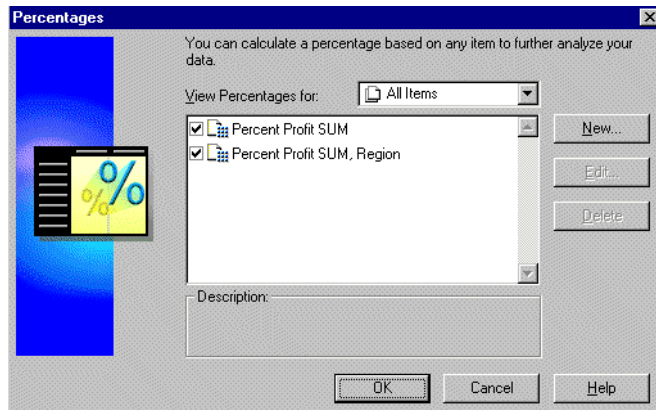 Percentages
You can calculate a percentage based on any item to further analyze your
data.
View Percentages for:
All Items
Percent Profit SUM
Percent Profit SUM, Region
New...
Edit...
Delete
Description:
OK
Cancel
Help
%
%